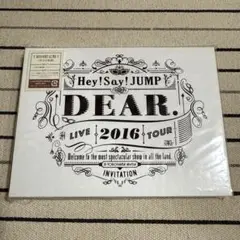 Hey!Say!JUMP
DEAR.
LIVE 2016 TOUR
Welcome to the most spectacular show in all the land.
INVITATION